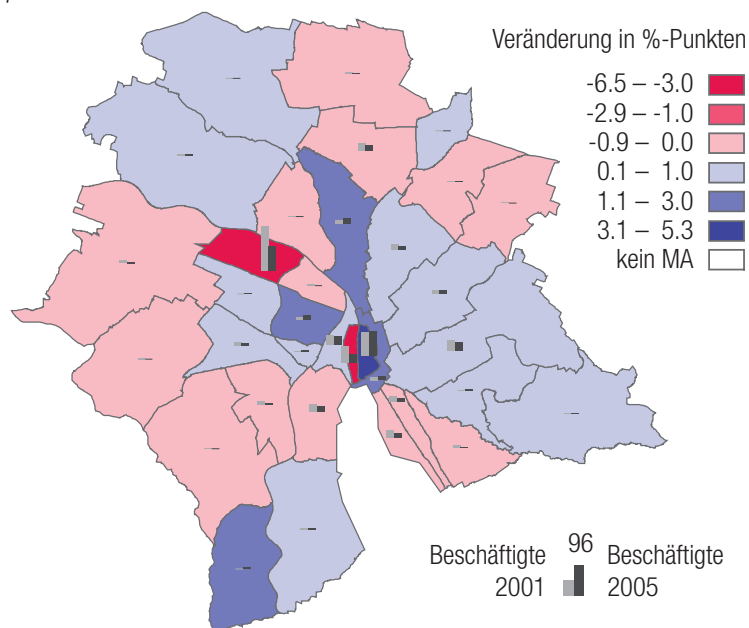 Veränderung in %-Punkten
-6.5 – -3.0
-2.9 – -1.0
-0.9 – 0.0
0.1 – 1.0
1.1 – 3.0
3.1 – 5.3
kein MA
Beschäftigte 96 Beschäftigte
2001 2005